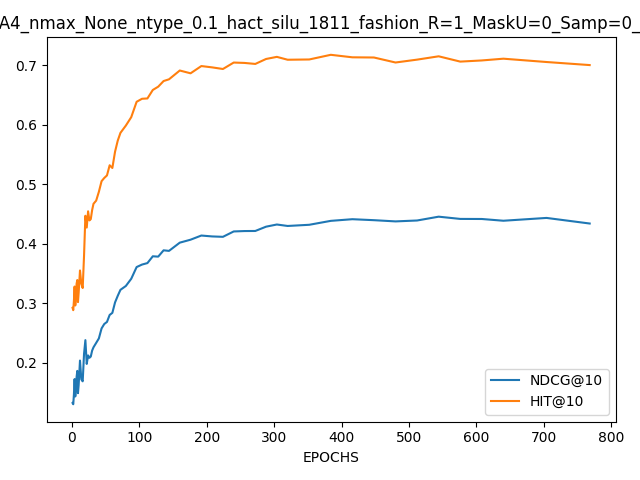 A4_nmax_None_ntype_0.1_hact_silu_1811_fashion_R=1_MaskU=0_Samp=0_
0.7
0.6
0.5
0.4
0.3
0.2
NDCG@10
HIT@10
0 100 200 300 400 500 600 700 800
EPOCHS